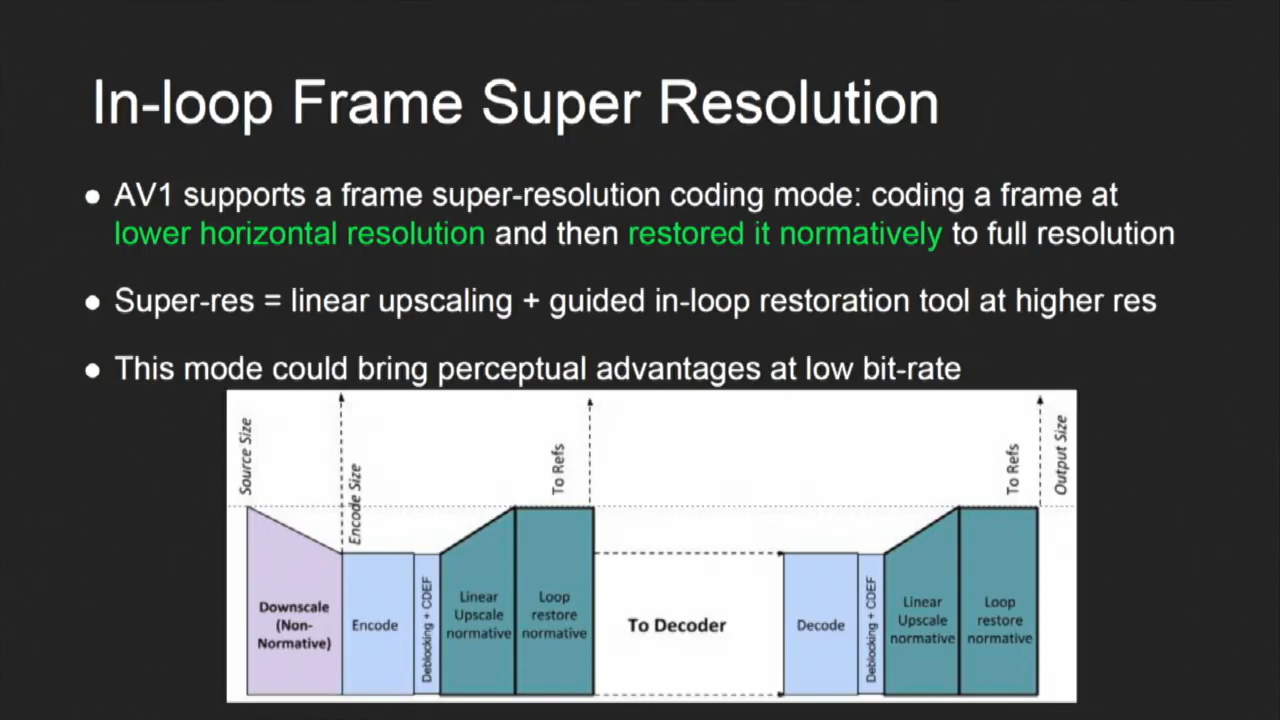 In-loop Frame Super Resolution
● AV1 supports a frame super-resolution coding mode: coding a frame at
lower horizontal resolution and then restored it normatively to full resolution
● Super-res = linear upscaling + guided in-loop restoration tool at higher res
● This mode could bring perceptual advantages at low bit-rate
Source Size
Encode Size
To Refs
To Refs
Output Size
Downscale
(Non-
Normative)
Encode
Deblocking + CDEF
Linear
Upscale
normative
Loop
restore
normative
To Decoder
Decode
Deblocking + CDEF
Linear
Upscale
normative
Loop
restore
normative